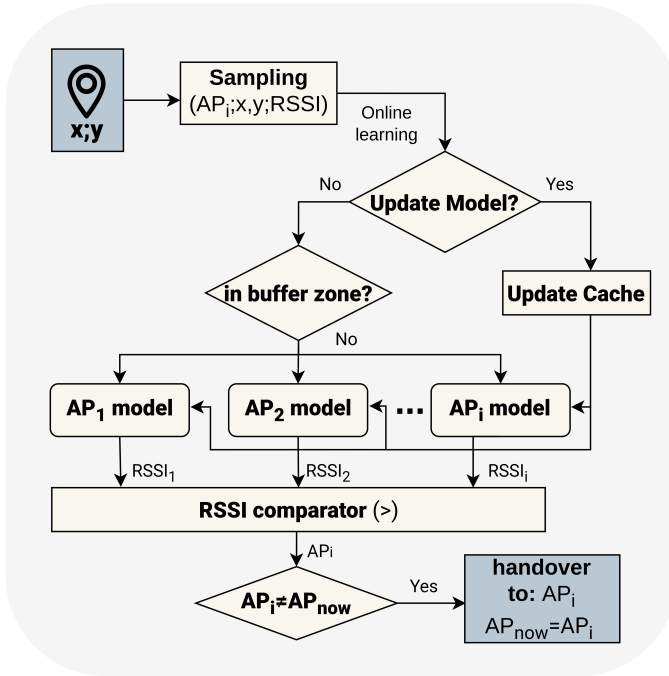 x;y
Sampling
(APi;x,y;RSSI)
Online
learning
No
Update Model?
Yes
in buffer zone?
Update Cache
No
AP1 model
AP2 model
...
APi model
RSSI1
RSSI2
RSSIi
RSSI comparator (>)
APi
APi≠APnow
Yes
handover
to: APi
APnow=APi